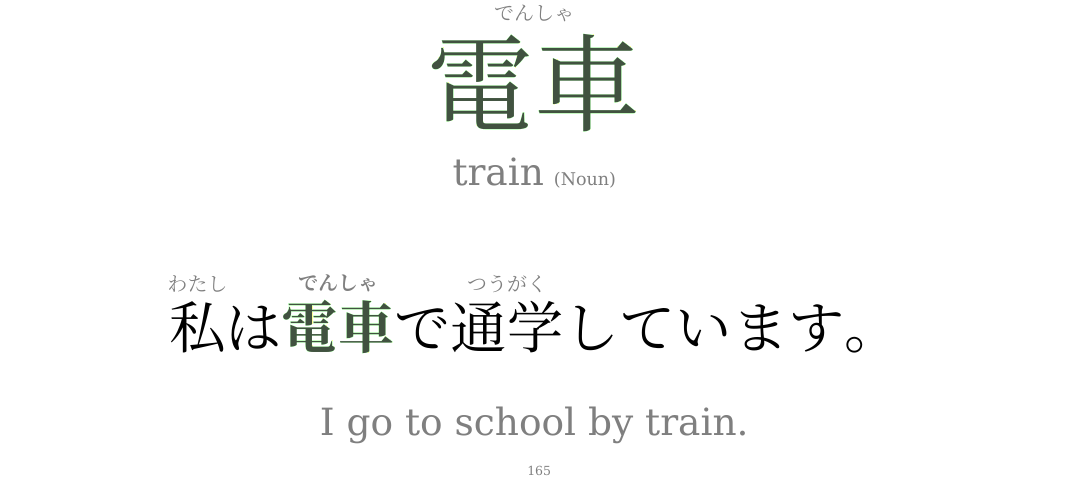 でんしゃ
電車
train (Noun)
わたし でんしゃ つうがく
私は電車で通学しています。
I go to school by train.
165